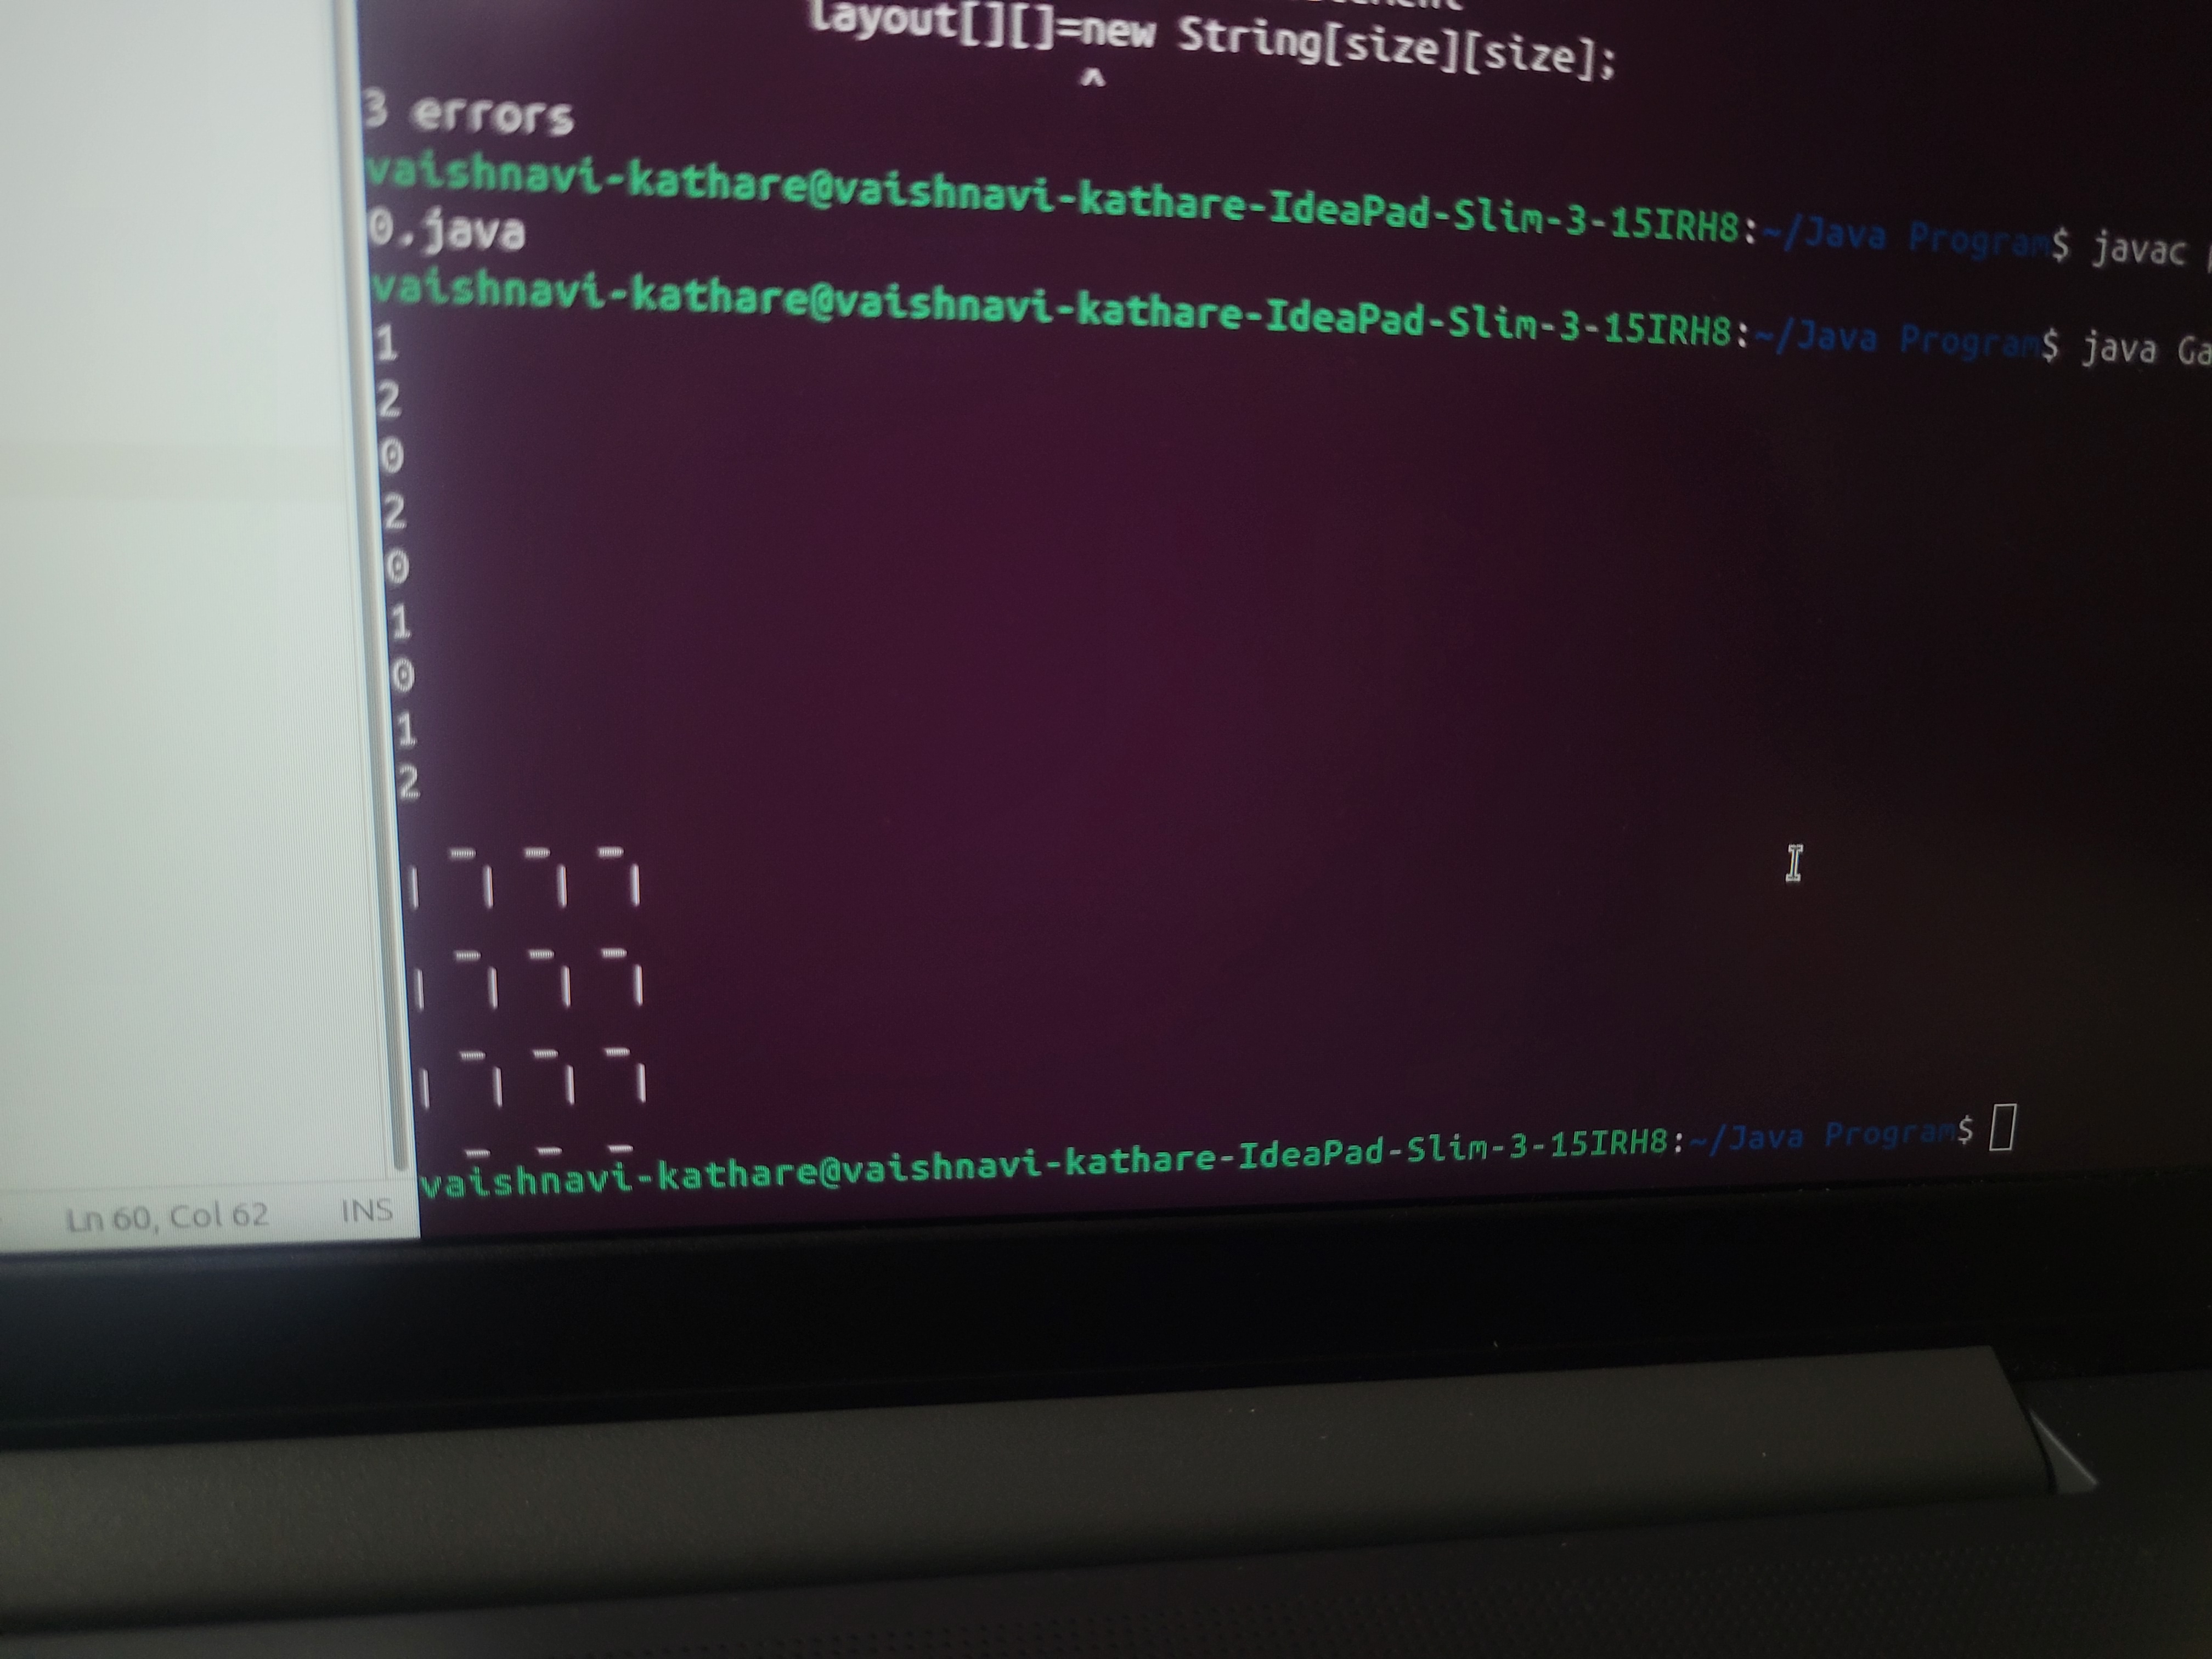 layout[][]=new String[size][size];
^
3 errors
vaishnavi-kathare@vaishnavi-kathare-IdeaPad-Slim-3-15IRH8:~/Java Program$ javac
0.java
vaishnavi-kathare@vaishnavi-kathare-IdeaPad-Slim-3-15IRH8:~/Java Program$ java Ga
1
2
0
2
0
1
0
1
2
 _ _ _
| | | |
 _ _ _
| | | |
 _ _ _
| | | |
 _ _ _
vaishnavi-kathare@vaishnavi-kathare-IdeaPad-Slim-3-15IRH8:~/Java Program$
Ln 60, Col 62 INS